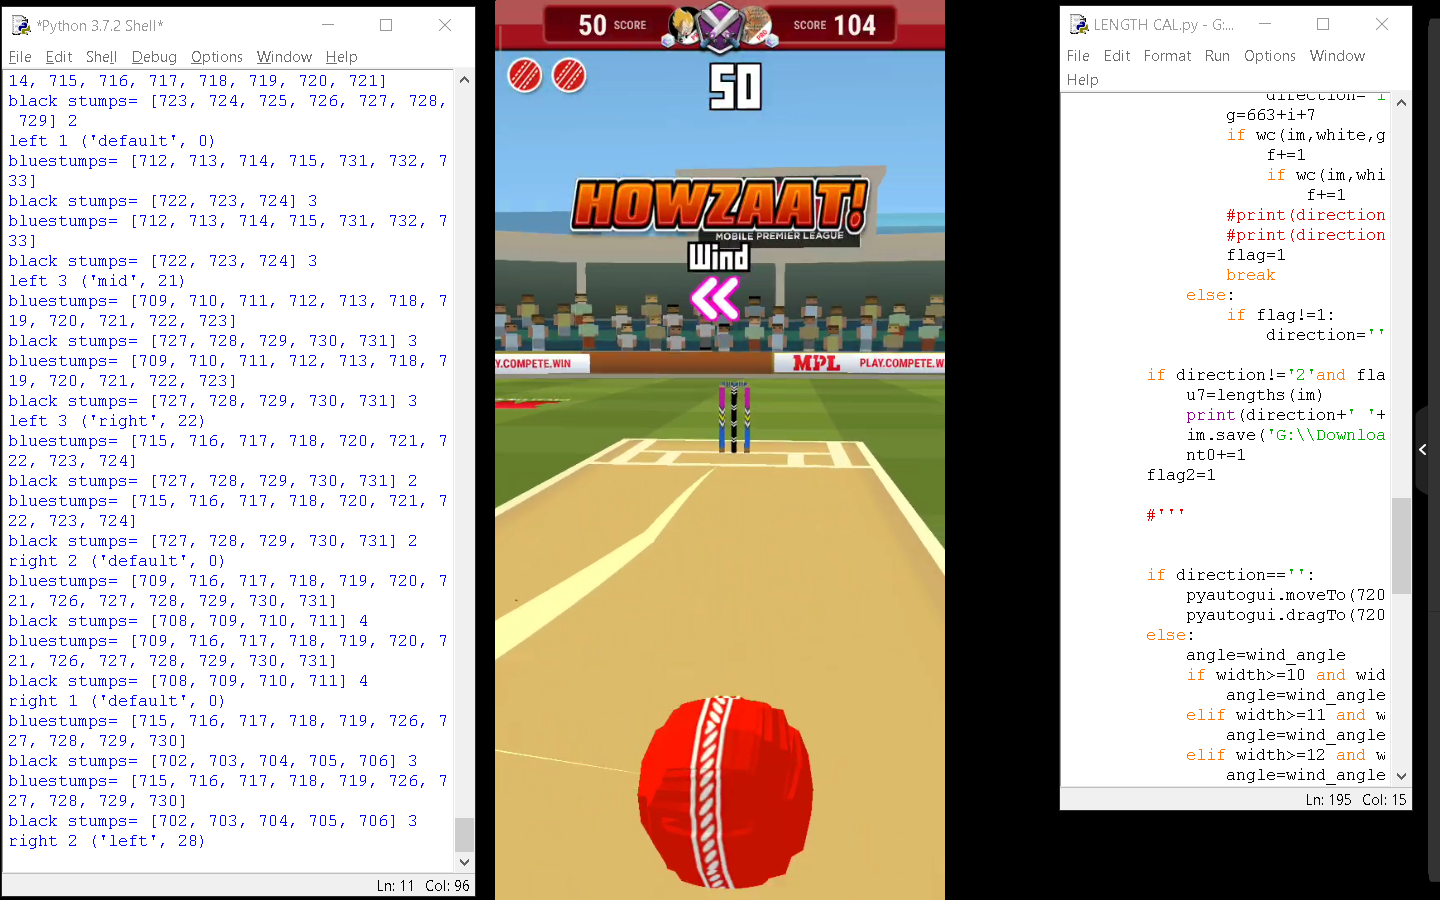 *Python 3.7.2 Shell*
File Edit Shell Debug Options Window Help
14, 715, 716, 717, 718, 719, 720, 721]
black stumps= [723, 724, 725, 726, 727, 728,
729] 2
left 1 ('default', 0)
bluestumps= [712, 713, 714, 715, 731, 732, 7
33]
black stumps= [722, 723, 724] 3
bluestumps= [712, 713, 714, 715, 731, 732, 7
33]
black stumps= [722, 723, 724] 3
left 3 ('mid', 21)
bluestumps= [709, 710, 711, 712, 713, 718, 7
19, 720, 721, 722, 723]
black stumps= [727, 728, 729, 730, 731] 3
bluestumps= [709, 710, 711, 712, 713, 718, 7
19, 720, 721, 722, 723]
black stumps= [727, 728, 729, 730, 731] 3
left 3 ('right', 22)
bluestumps= [715, 716, 717, 718, 720, 721, 7
22, 723, 724]
black stumps= [727, 728, 729, 730, 731] 2
bluestumps= [715, 716, 717, 718, 720, 721, 7
22, 723, 724]
black stumps= [727, 728, 729, 730, 731] 2
right 2 ('default', 0)
bluestumps= [709, 716, 717, 718, 719, 720, 7
21, 726, 727, 728, 729, 730, 731]
black stumps= [708, 709, 710, 711] 4
bluestumps= [709, 716, 717, 718, 719, 720, 7
21, 726, 727, 728, 729, 730, 731]
black stumps= [708, 709, 710, 711] 4
right 1 ('default', 0)
bluestumps= [715, 716, 717, 718, 719, 726, 7
27, 728, 729, 730]
black stumps= [702, 703, 704, 705, 706] 3
bluestumps= [715, 716, 717, 718, 719, 726, 7
27, 728, 729, 730]
black stumps= [702, 703, 704, 705, 706] 3
right 2 ('left', 28)
Ln: 11 Col: 96
50 SCORE SCORE 104
50
HOWZAAT!
MOBILE PREMIER LEAGUE
Wind
Y.COMPETE.WIN MPL PLAY.COMPETE.W
LENGTH CAL.py - G:...
File Edit Format Run Options Window
Help
direction=
g=663+i+7
if wc(im,white,g
f+=1
if wc(im,whi
f+=1
#print(direction
#print(direction
flag=1
break
else:
if flag!=1:
direction=''
if direction!='2'and fla
u7=lengths(im)
print(direction+' '+
im.save('G:\\Downloa
nt0+=1
flag2=1
#'''
if direction=='':
pyautogui.moveTo(720
pyautogui.dragTo(720
else:
angle=wind_angle
if width>=10 and wid
angle=wind_angle
elif width>=11 and w
angle=wind_angle
elif width>=12 and w
angle=wind_angle
Ln: 195 Col: 15